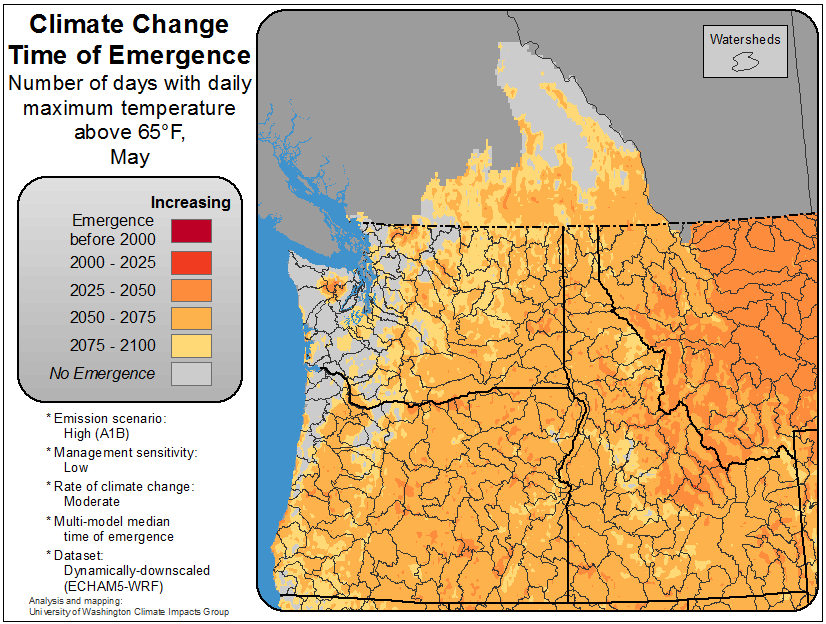 Climate Change
Time of Emergence
Number of days with daily
maximum temperature
above 65°F,
May
Increasing
Emergence
before 2000
2000 - 2025
2025 - 2050
2050 - 2075
2075 - 2100
No Emergence
* Emission scenario:
High (A1B)
* Management sensitivity:
Low
* Rate of climate change:
Moderate
* Multi-model median
time of emergence
* Dataset:
Dynamically-downscaled
(ECHAM5-WRF)
Analysis and mapping:
University of Washington Climate Impacts Group
Watersheds